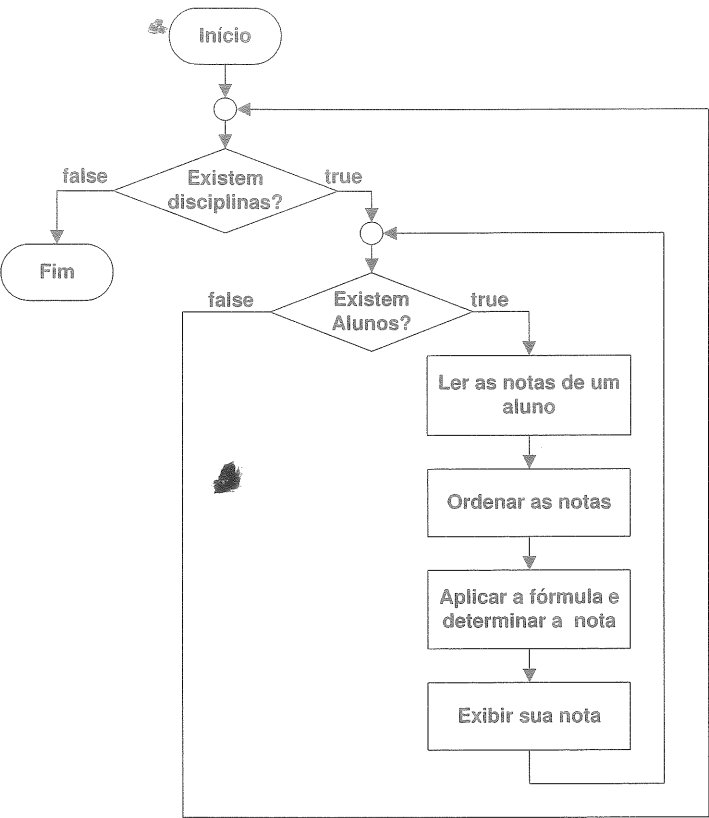 Início
false
Existem
disciplinas?
true
Fim
false
Existem
Alunos?
true
Ler as notas de um
aluno
Ordenar as notas
Aplicar a fórmula e
determinar a nota
Exibir sua nota